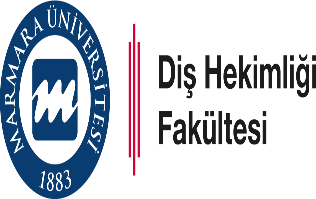 MARMARA ÜNİVERSİTESİ
1883
Diş Hekimliği
Fakültesi